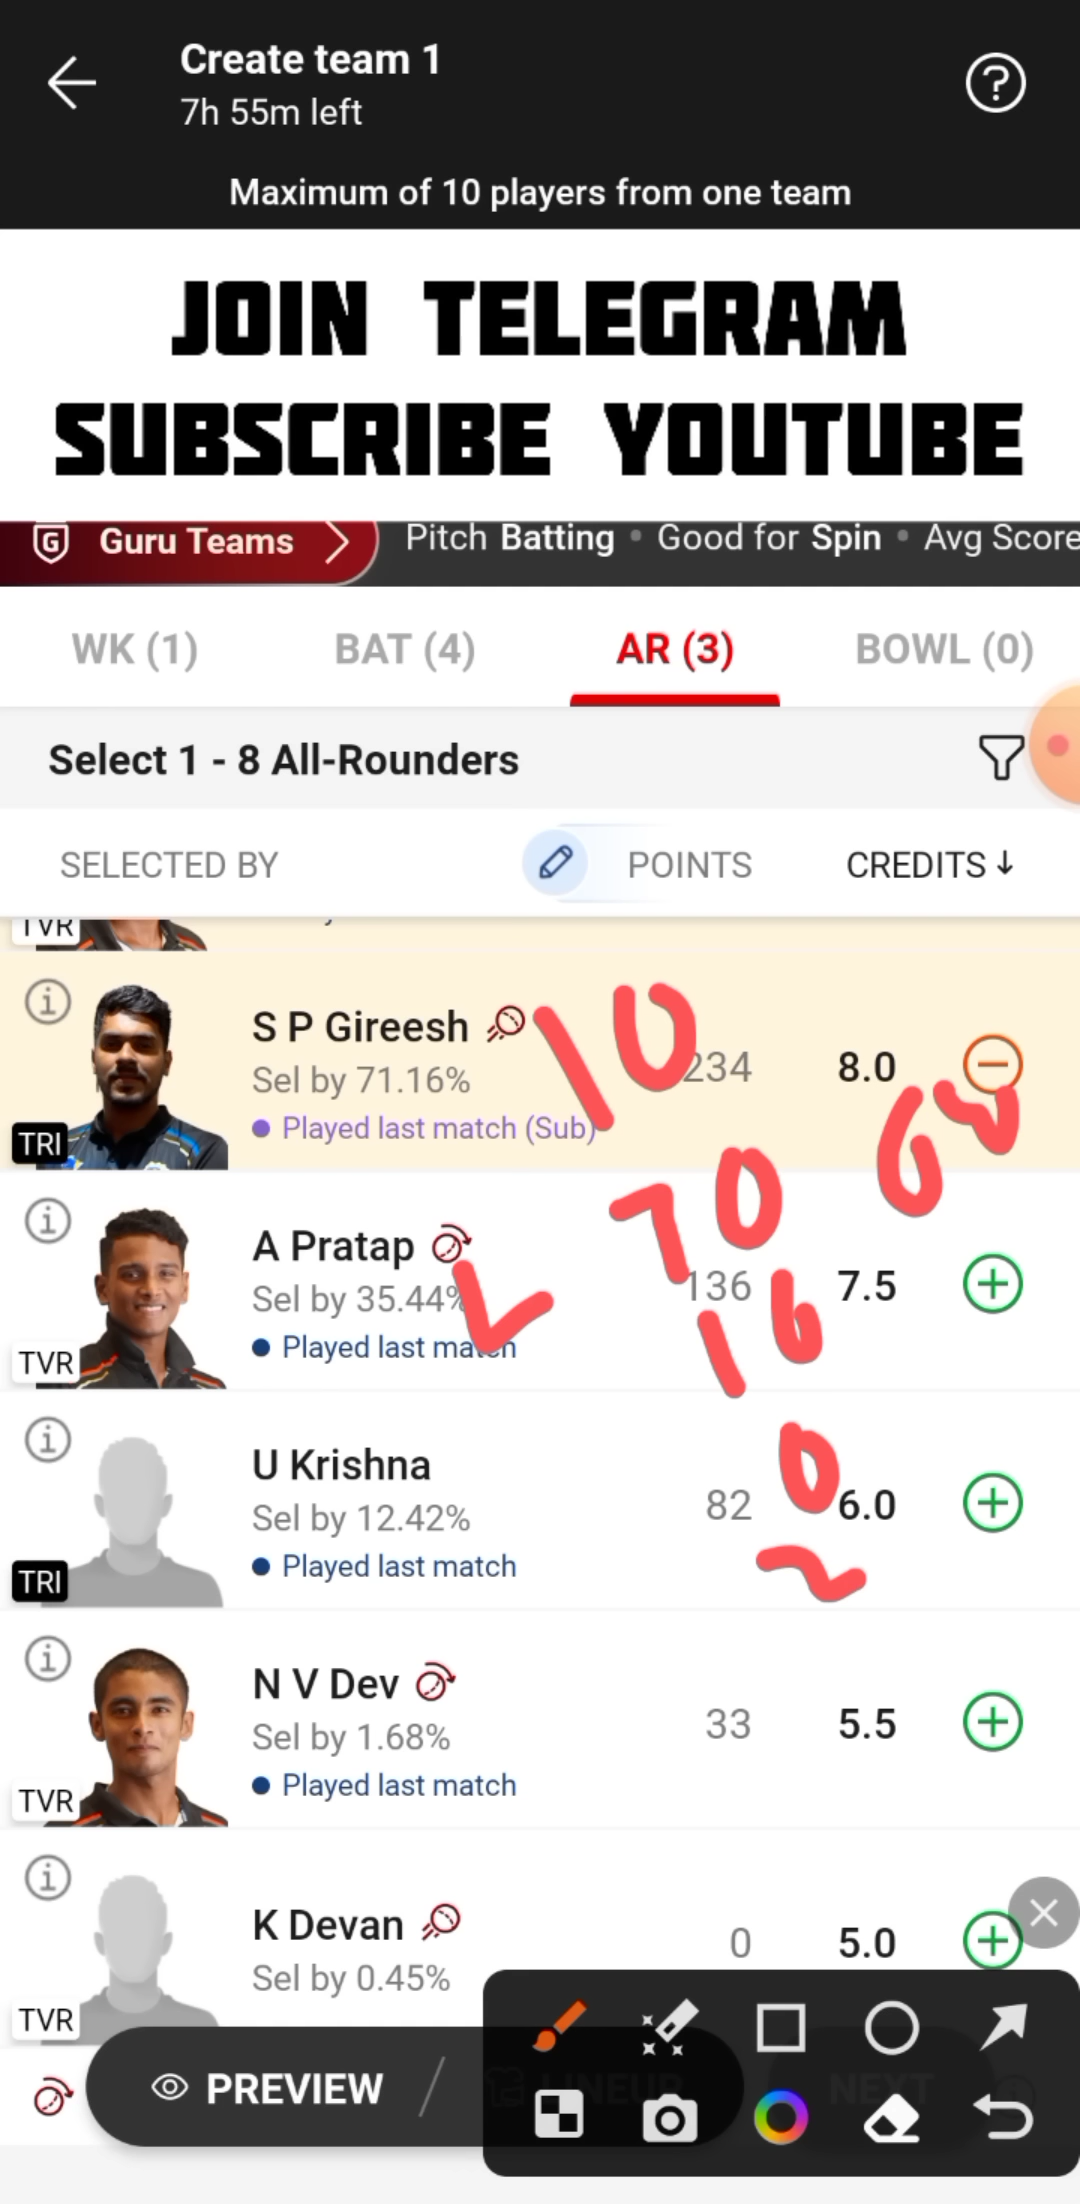 Create team 1
7h 55m left
Maximum of 10 players from one team
JOIN TELEGRAM
SUBSCRIBE YOUTUBE
G Guru Teams Pitch Batting • Good for Spin • Avg Score
WK (1) BAT (4) AR (3) BOWL (0)
Select 1 - 8 All-Rounders
SELECTED BY POINTS CREDITS ↓
TVR
S P Gireesh 10
Sel by 71.16% 234 8.0
Played last match (Sub)
TRI
68
A Pratap 70
Sel by 35.44% 136 7.5
Played last match
TVR
16
U Krishna 0
Sel by 12.42% 82 6.0
Played last match
TRI
N V Dev
Sel by 1.68% 33 5.5
Played last match
TVR
K Devan
Sel by 0.45% 0 5.0
TVR
PREVIEW / LINEUP NEXT